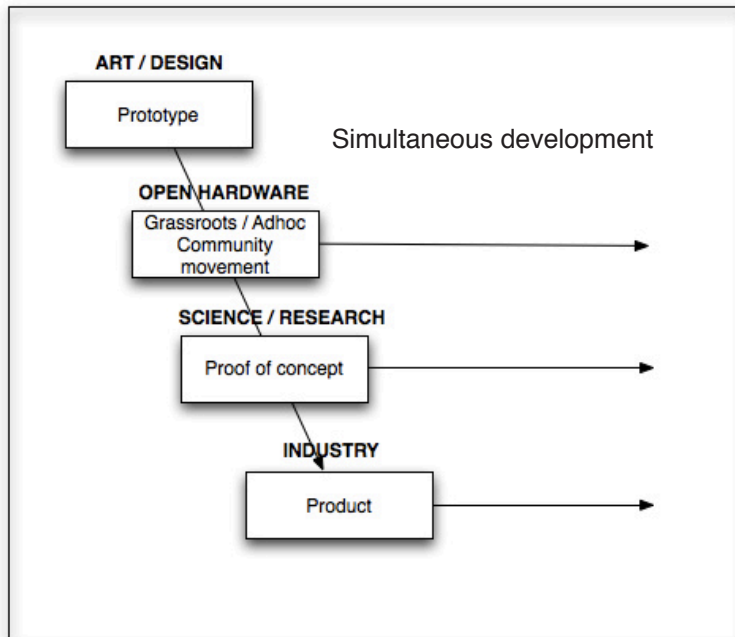 ART / DESIGN
Prototype
Simultaneous development
OPEN HARDWARE
Grassroots / Adhoc
Community
movement
SCIENCE / RESEARCH
Proof of concept
INDUSTRY
Product